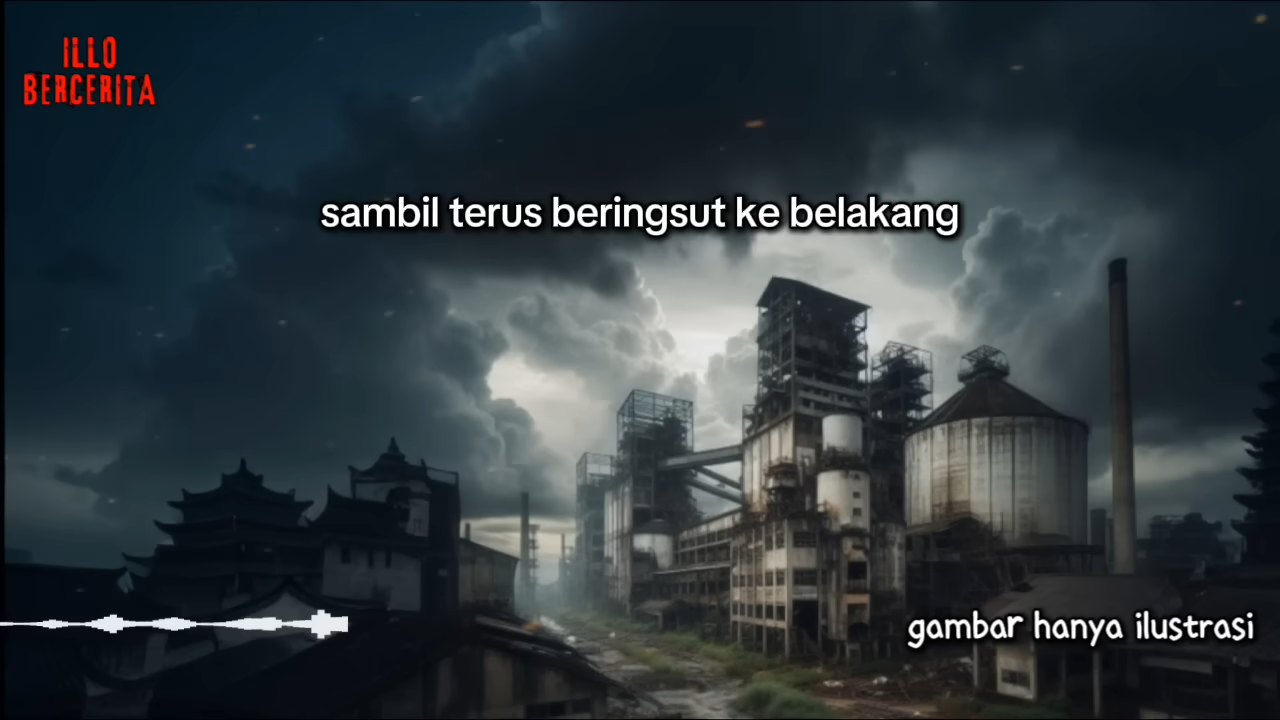 ILLO
BERCERITA
sambil terus beringsut ke belakang
gambar hanya ilustrasi